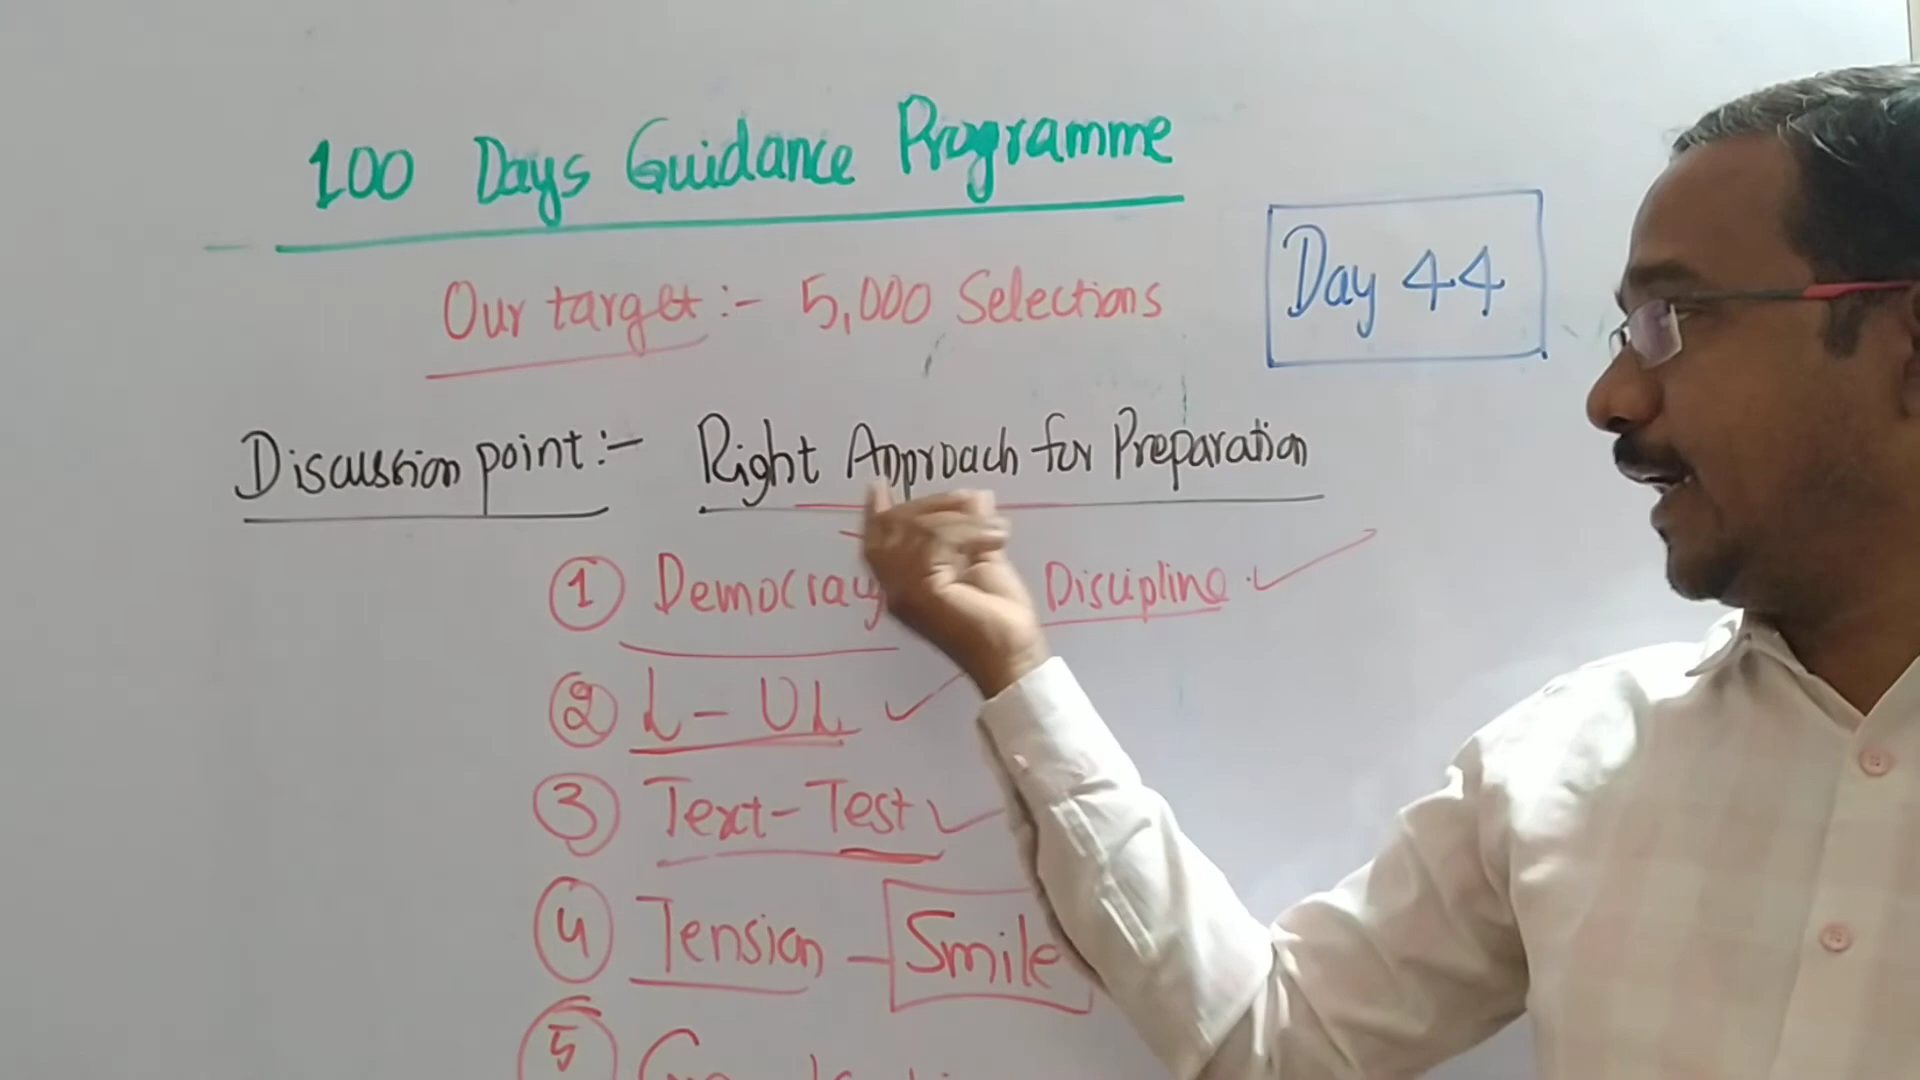 100 Days Guidance Programme
Our target:- 5,000 Selections
Day 44
Discussion point:- Right Approach for Preparation
① Democracy Discipline
② L - UL
③ Text - Test
④ Tension - Smile
⑤